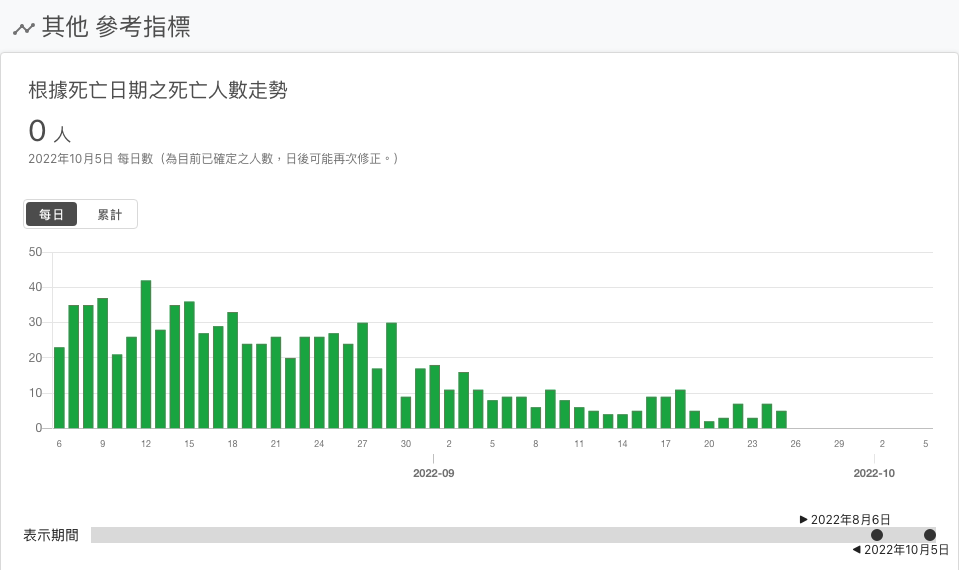 其他 參考指標
根據死亡日期之死亡人數走勢
0 人
2022年10月5日 每日數（為目前已確定之人數，日後可能再次修正。）
每日 累計
50
40
30
20
10
0
6 9 12 15 18 21 24 27 30 2 5 8 11 14 17 20 23 26 29 2 5
2022-09 2022-10
▶ 2022年8月6日
表示期間
◀ 2022年10月5日